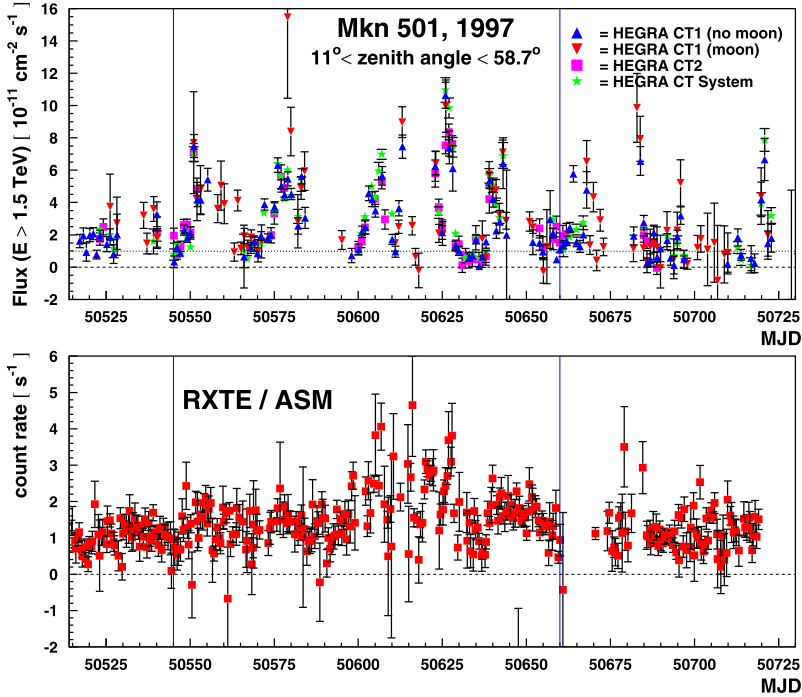 Mkn 501, 1997
11°< zenith angle < 58.7°
= HEGRA CT1 (no moon)
= HEGRA CT1 (moon)
= HEGRA CT2
= HEGRA CT System
Flux (E > 1.5 TeV) [ 10⁻¹¹ cm⁻² s⁻¹ ]
16
14
12
10
8
6
4
2
0
-2
50525 50550 50575 50600 50625 50650 50675 50700 50725
MJD
RXTE / ASM
count rate [ s⁻¹ ]
6
5
4
3
2
1
0
-1
-2
50525 50550 50575 50600 50625 50650 50675 50700 50725
MJD